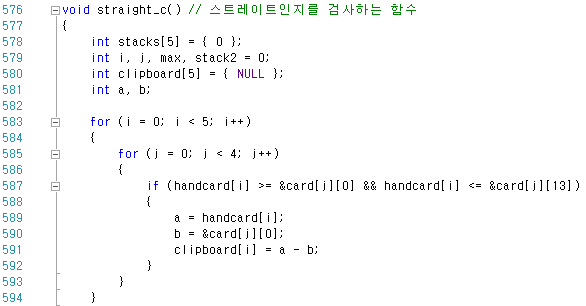 576 void straight_c() // 스트레이트인지를 검사하는 함수
577 {
578 int stacks[5] = { 0 };
579 int i, j, max, stack2 = 0;
580 int clipboard[5] = { NULL };
581 int a, b;
582
583 for (i = 0; i < 5; i++)
584 {
585 for (j = 0; j < 4; j++)
586 {
587 if (handcard[i] >= &card[j][0] && handcard[i] <= &card[j][13])
588 {
589 a = handcard[i];
590 b = &card[j][0];
591 clipboard[i] = a - b;
592 }
593 }
594 }